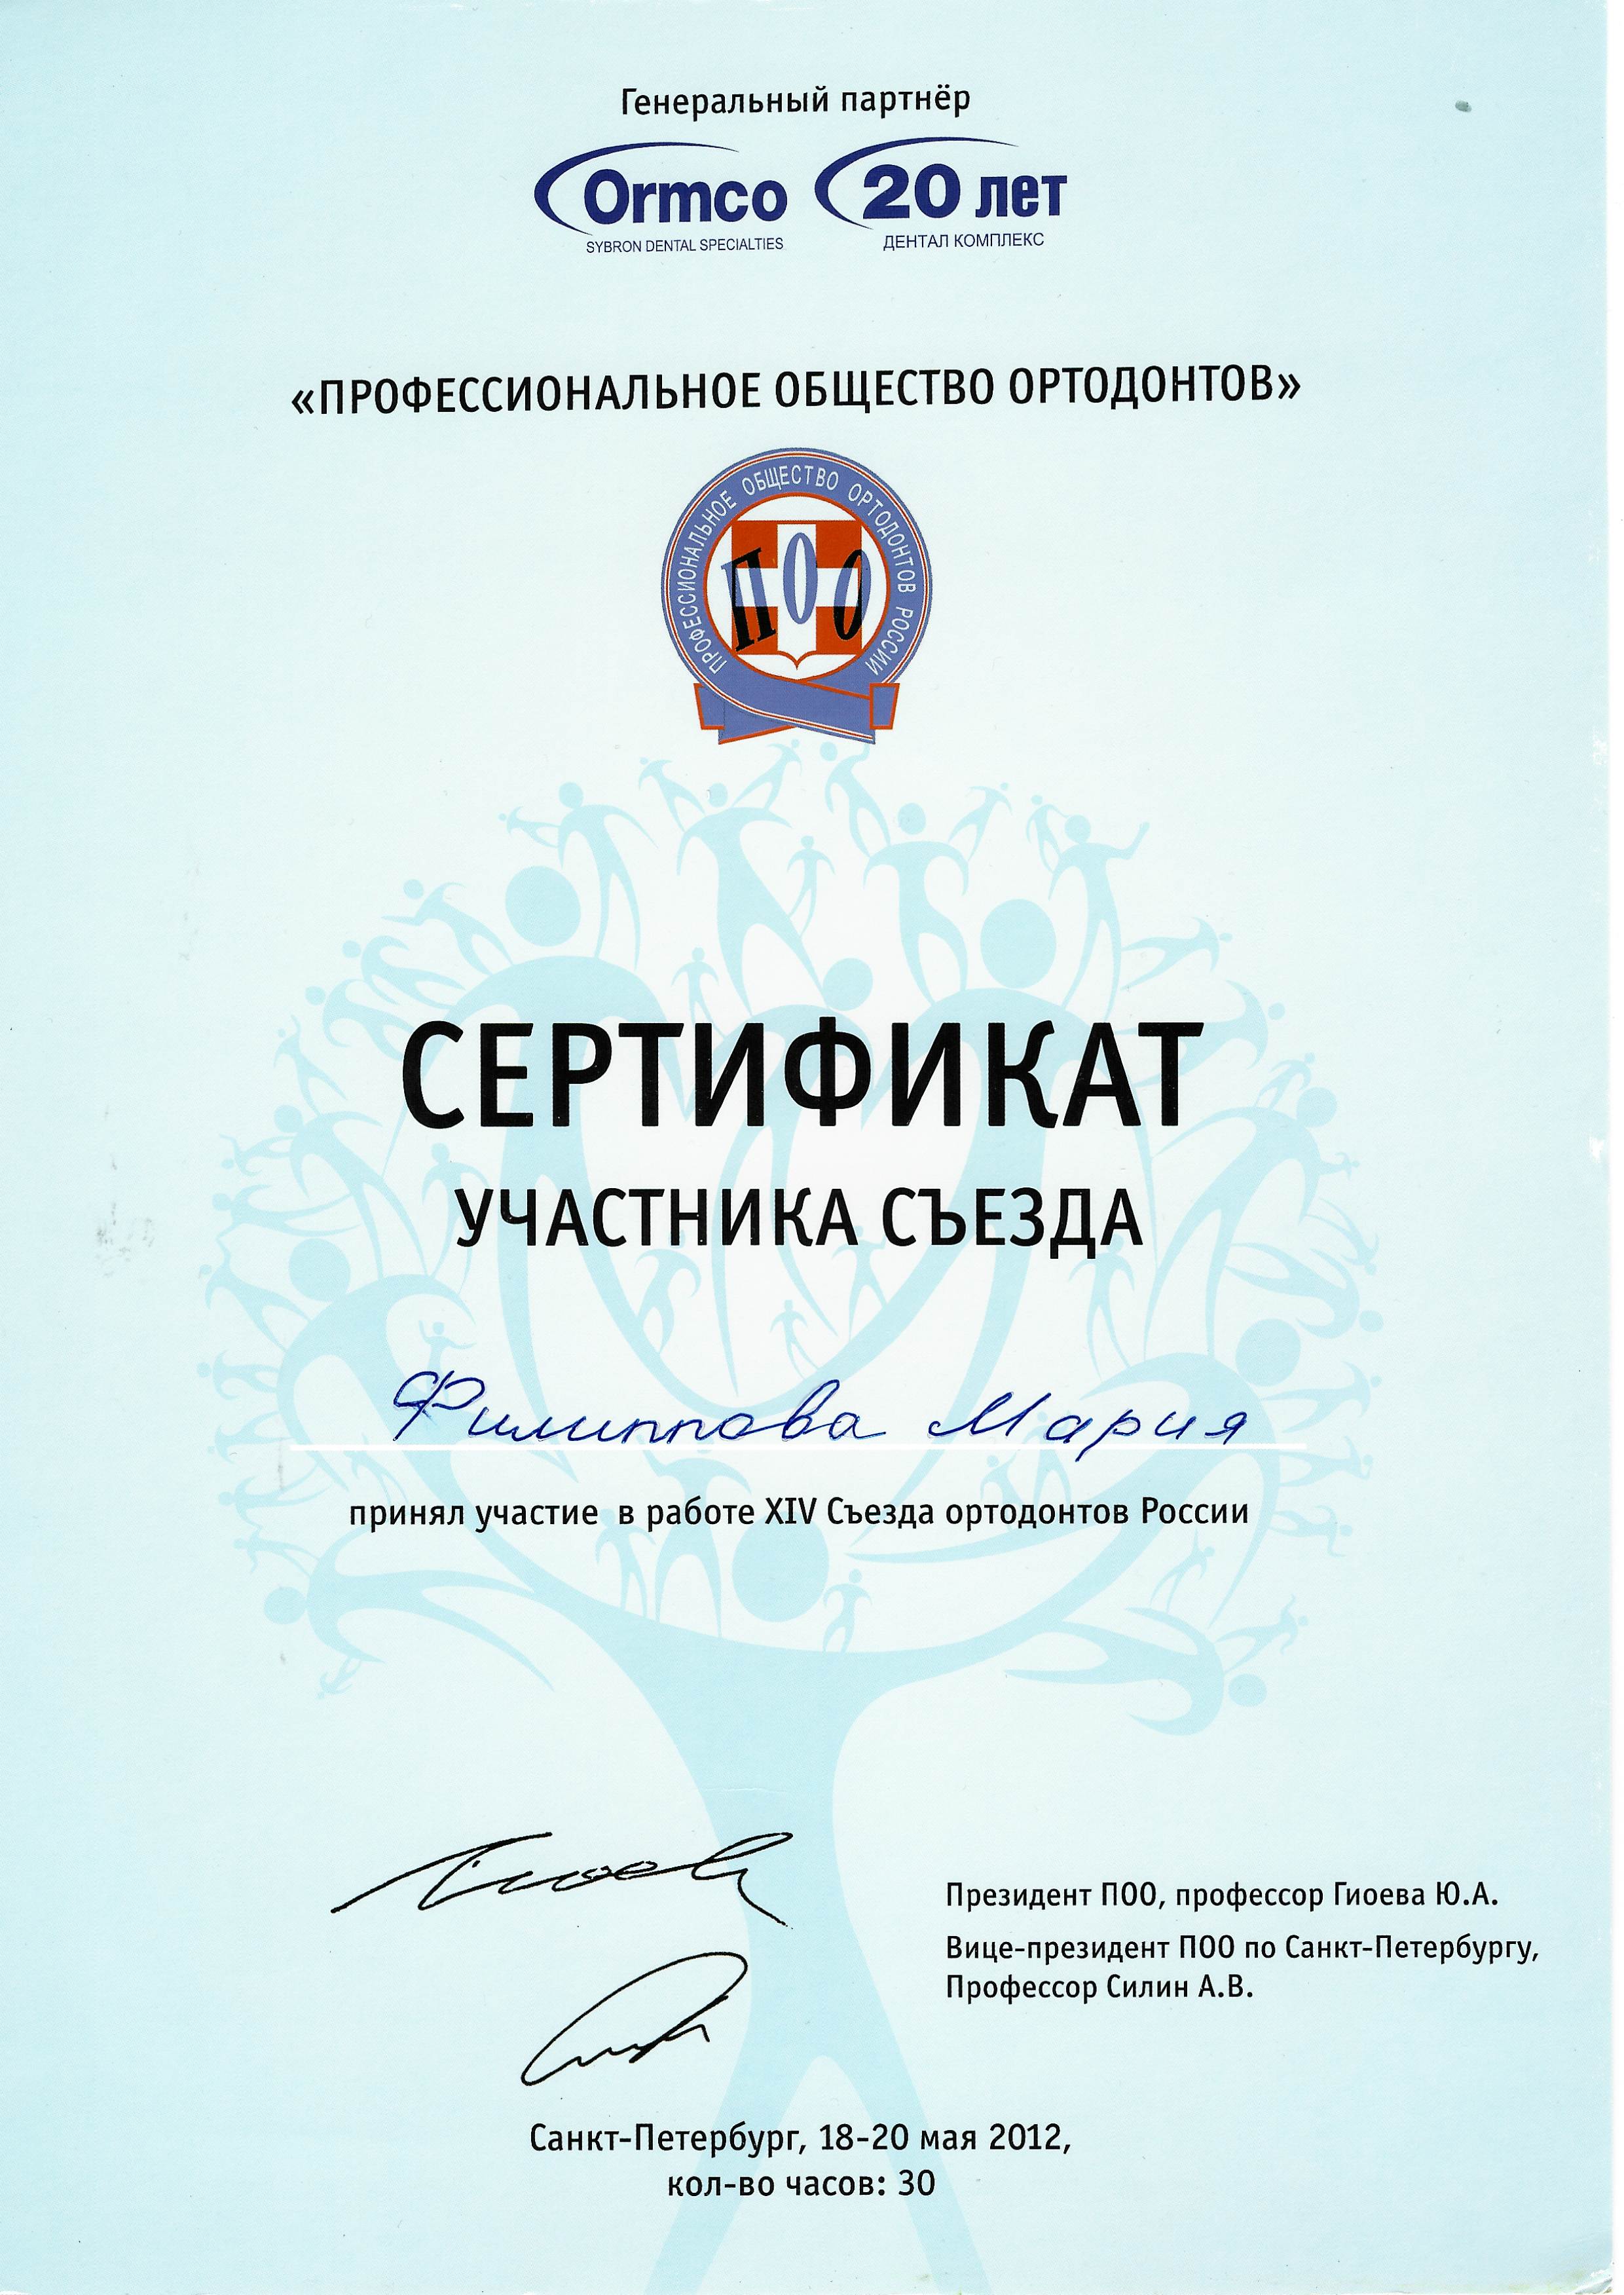 Генеральный партнёр
Ormco 20 лет
SYBRON DENTAL SPECIALTIES ДЕНТАЛ КОМПЛЕКС
«ПРОФЕССИОНАЛЬНОЕ ОБЩЕСТВО ОРТОДОНТОВ»
ПРОФЕССИОНАЛЬНОЕ ОБЩЕСТВО ОРТОДОНТОВ РОССИИ
ПОО
СЕРТИФИКАТ
УЧАСТНИКА СЪЕЗДА
Филиппова Мария
принял участие в работе XIV Съезда ортодонтов России
Президент ПОО, профессор Гиоева Ю.А.
Вице-президент ПОО по Санкт-Петербургу,
Профессор Силин А.В.
Санкт-Петербург, 18-20 мая 2012,
кол-во часов: 30